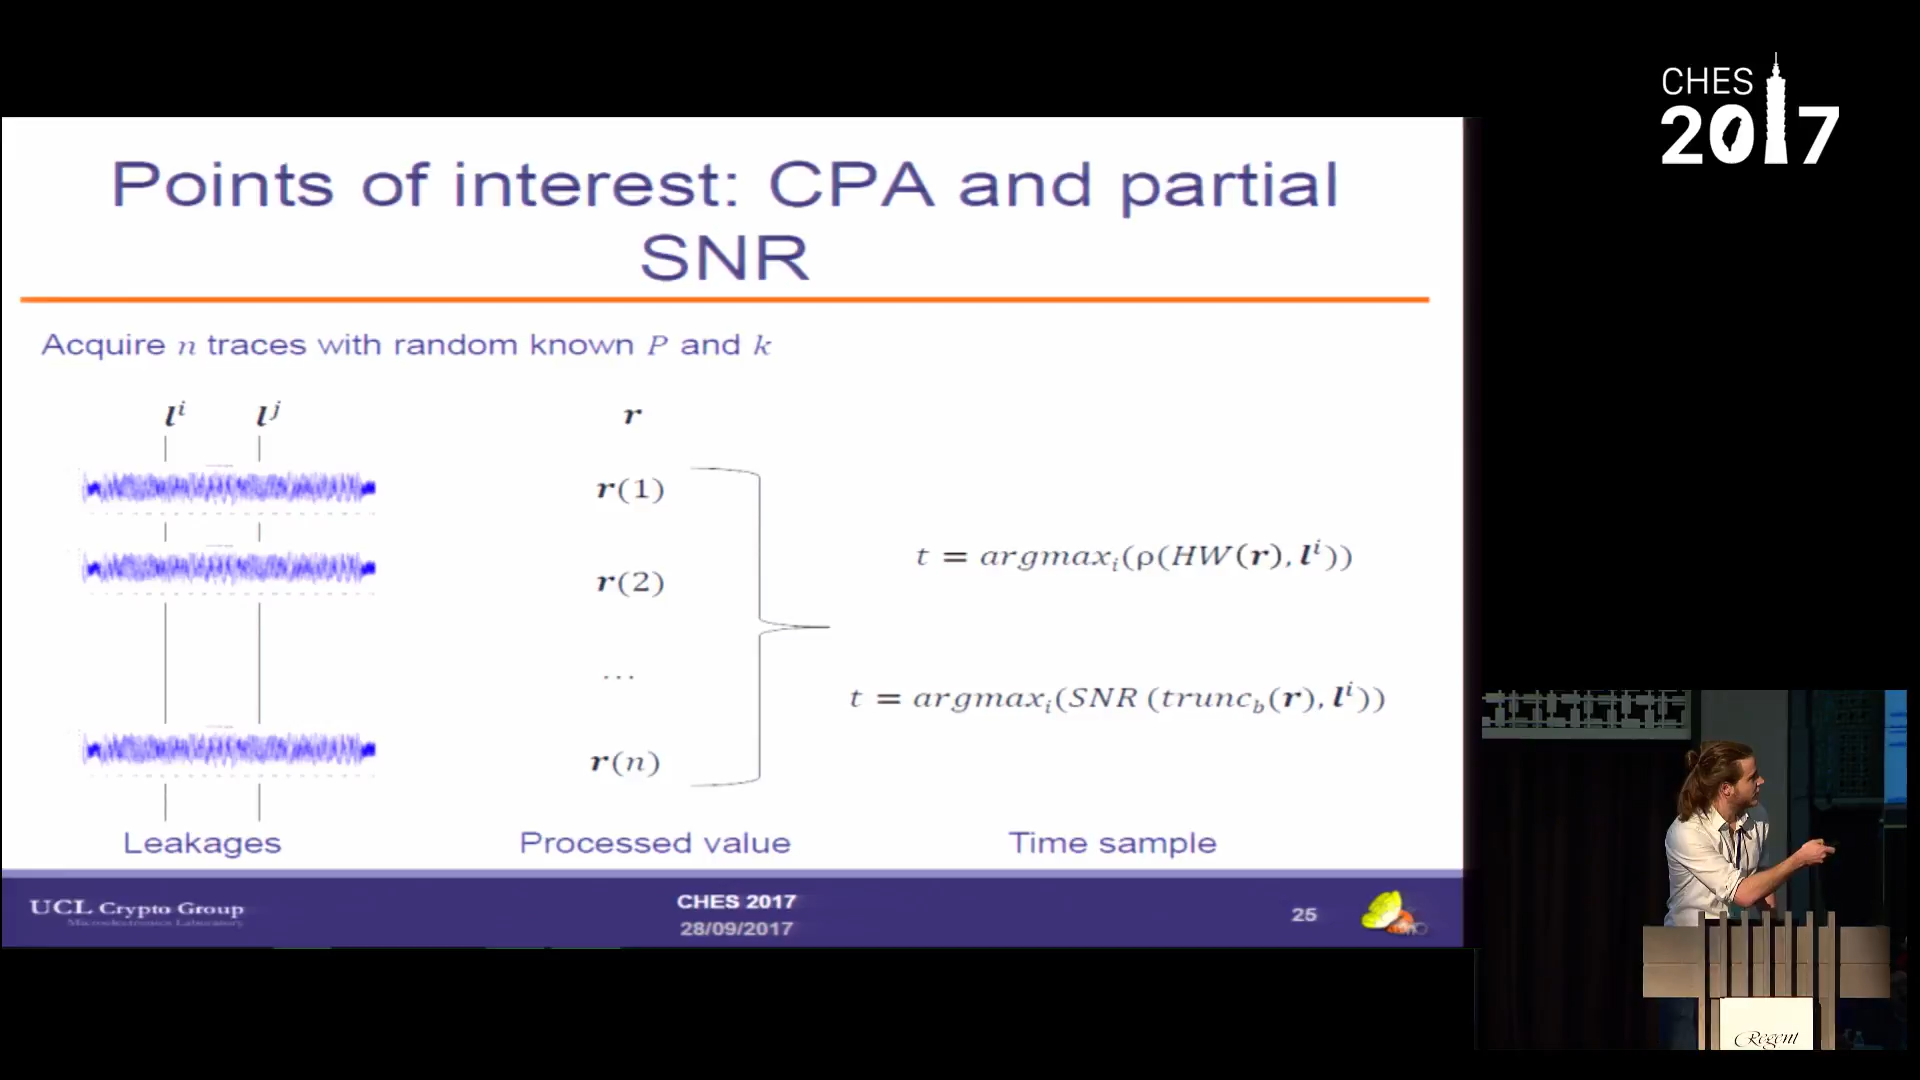 CHES
2017
Points of interest: CPA and partial
SNR
Acquire n traces with random known P and k
lⁱ lʲ r
r(1)
r(2)
...
r(n)
t = argmaxᵢ(ρ(HW(r), lⁱ))
t = argmaxᵢ(SNR (trunc_b(r), lⁱ))
Leakages Processed value Time sample
UCL Crypto Group
Microelectronics Laboratory
CHES 2017
28/09/2017
25
Regent